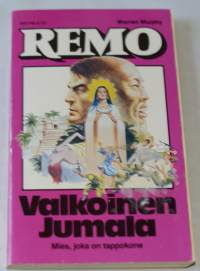 Warren Murphy
REMO
Valkoinen
Jumala
Mies, joka on tappokone